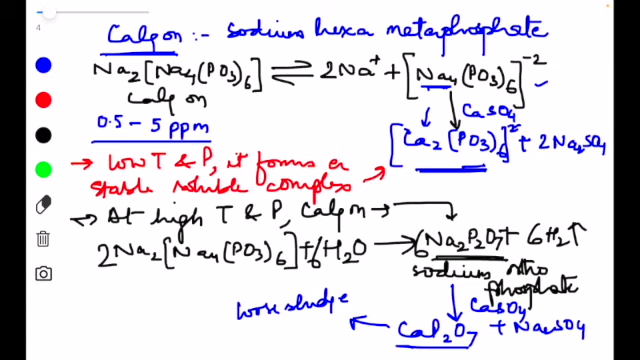 Calgon :- sodium hexa metaphosphate
Na₂[Na₄(PO₃)₆] ⇌ 2Na⁺ + [Na₄(PO₃)₆]⁻²
Calgon
↓ ↓ CaSO₄
0.5 - 5 ppm
[Ca₂(PO₃)₆]² + 2Na₂SO₄
→ low T & P, it forms a
stable soluble complex →
→ At high T & P, Calgon →
2Na₂[Na₄(PO₃)₆] + 6H₂O → 6Na₂P₂O₇ + 6H₂↑
sodium ortho
phosphate
↓ CaSO₄
loose sludge ← CaP₂O₇ + Na₂SO₄
4